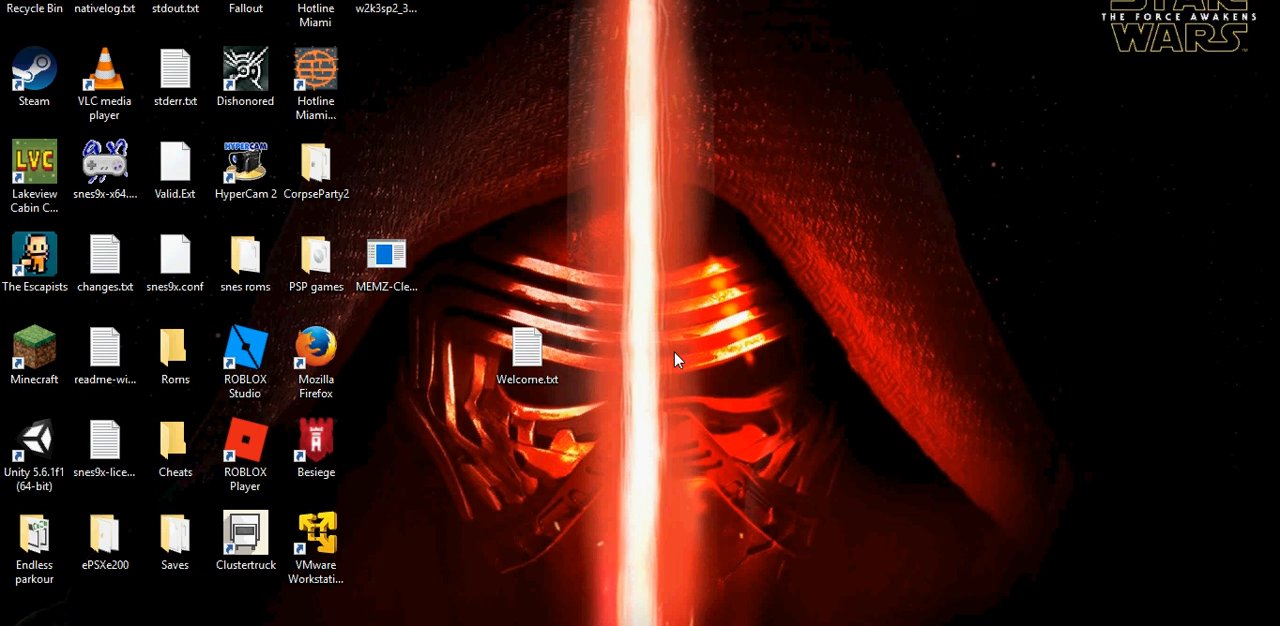 Recycle Bin
nativelog.txt
stdout.txt
Fallout
Hotline
Miami
w2k3sp2_3...
STAR
THE FORCE AWAKENS
WARS
Steam
VLC media
player
stderr.txt
Dishonored
Hotline
Miami...
LVC
Lakeview
Cabin C...
snes9x-x64....
Valid.Ext
HYPERCAM
HyperCam 2
CorpseParty2
The Escapists
changes.txt
snes9x.conf
snes roms
PSP games
MEMZ-Cle...
Minecraft
readme-wi...
Roms
ROBLOX
Studio
Mozilla
Firefox
Welcome.txt
Unity 5.6.1f1
(64-bit)
snes9x-lice...
Cheats
ROBLOX
Player
Besiege
Endless
parkour
ePSXe200
Saves
Clustertruck
VMware
Workstati...